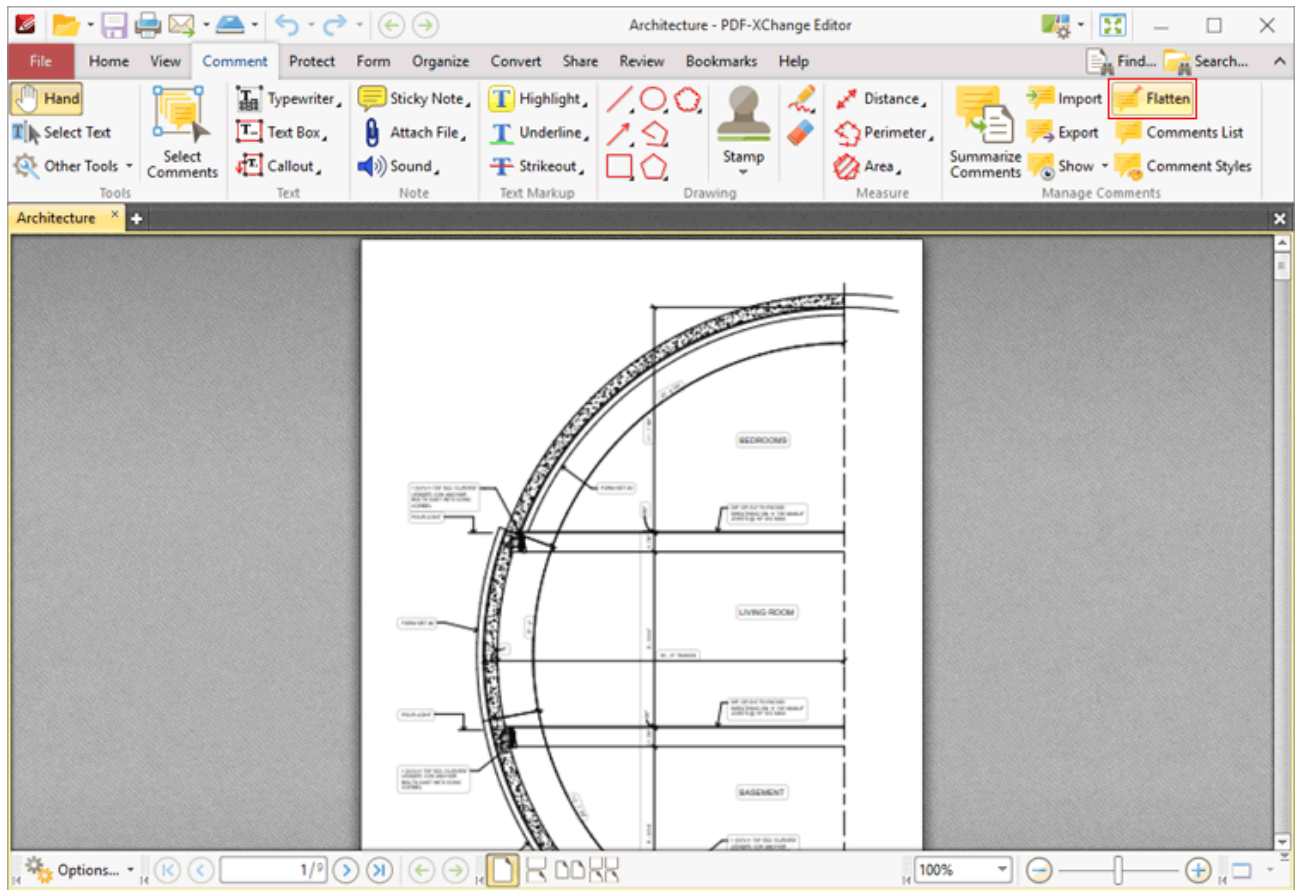 Architecture - PDF-XChange Editor
File Home View Comment Protect Form Organize Convert Share Review Bookmarks Help Find... Search...
Hand
Select Text
Other Tools
Tools
Select
Comments
Typewriter
Text Box
Callout
Text
Sticky Note
Attach File
Sound
Note
Highlight
Underline
Strikeout
Text Markup
Stamp
Drawing
Distance
Perimeter
Area
Measure
Summarize
Comments
Import
Export
Show
Flatten
Comments List
Comment Styles
Manage Comments
Architecture
BEDROOMS
LIVING ROOM
BASEMENT
Options...
1/9
100%